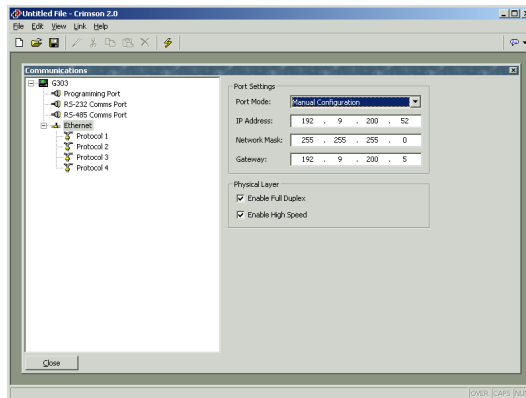 Untitled File - Crimson 2.0
File Edit View Link Help
Communications
G303
Programming Port
RS-232 Comms Port
RS-485 Comms Port
Ethernet
Protocol 1
Protocol 2
Protocol 3
Protocol 4
Port Settings
Port Mode: Manual Configuration
IP Address: 192 . 9 . 200 . 52
Network Mask: 255 . 255 . 255 . 0
Gateway: 192 . 9 . 200 . 5
Physical Layer
Enable Full Duplex
Enable High Speed
Close
OVER CAPS NUM